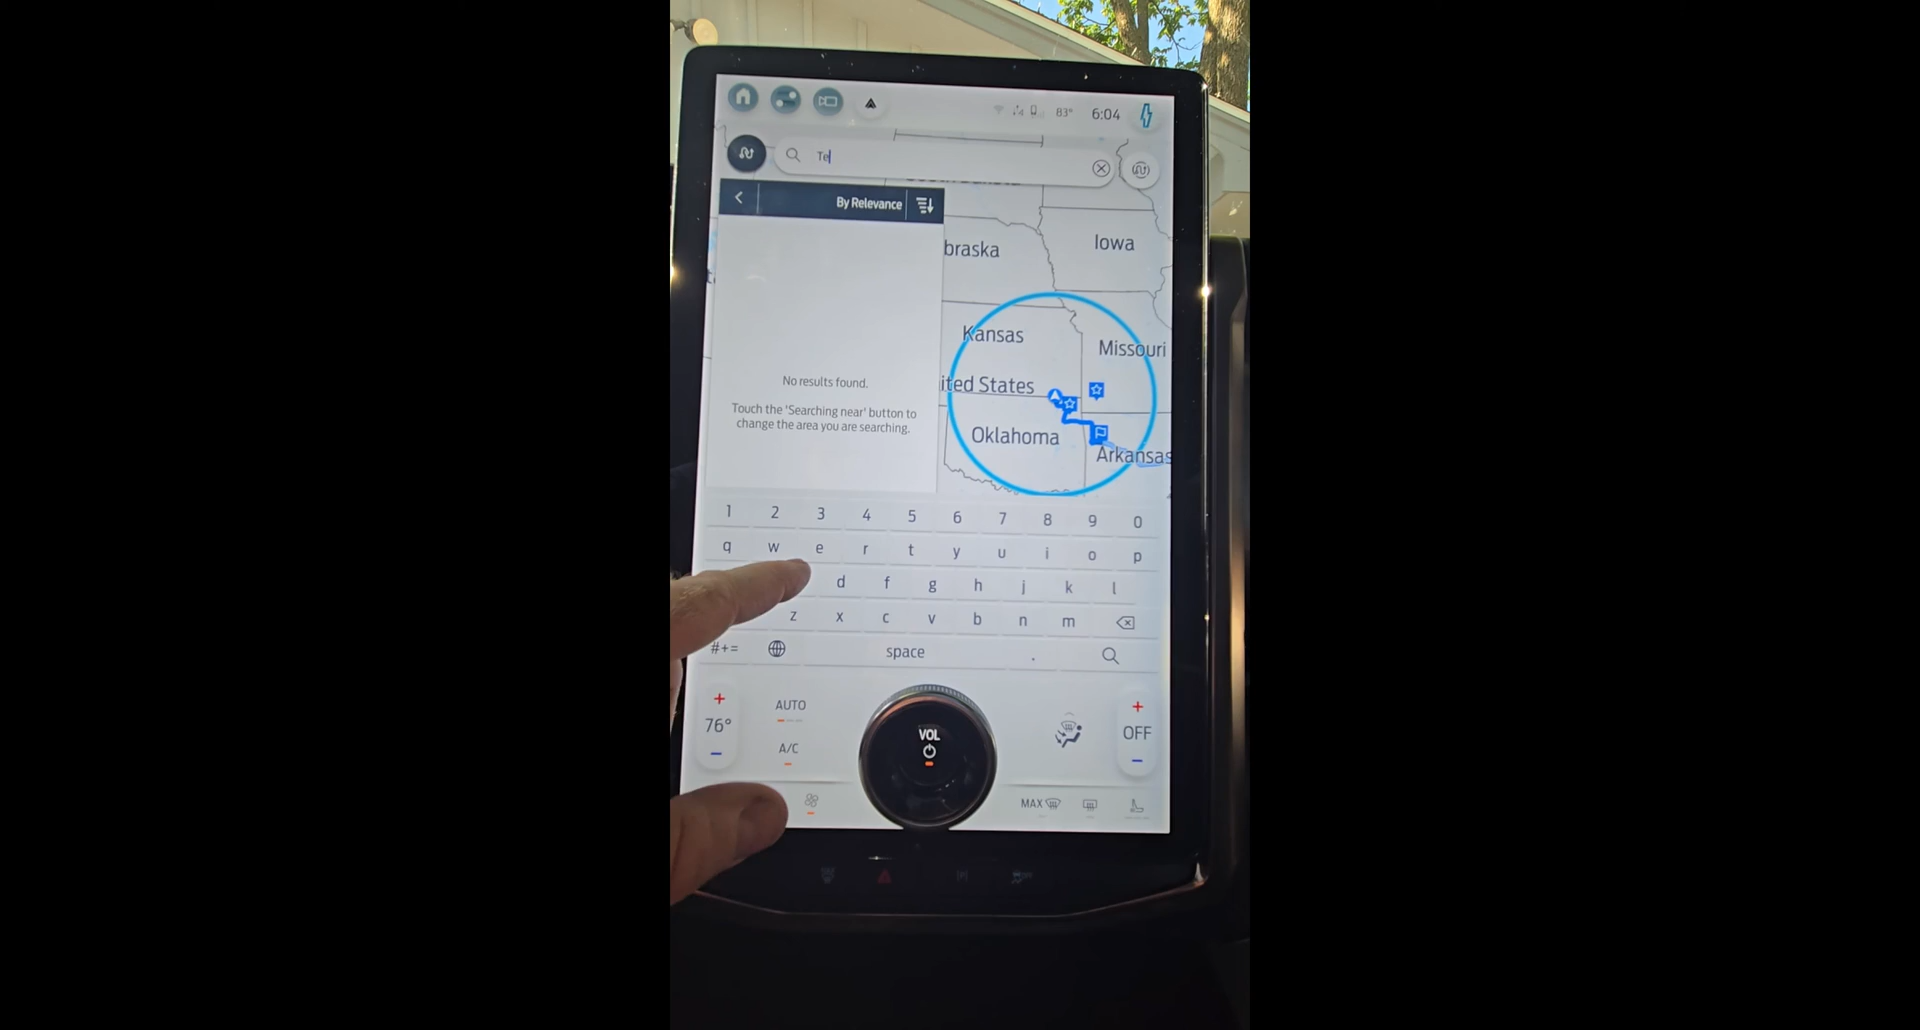 83° 6:04
Te
By Relevance
braska
Iowa
No results found.
Touch the 'Searching near' button to
change the area you are searching.
Kansas
Missouri
ited States
Oklahoma
Arkansas
1 2 3 4 5 6 7 8 9 0
q w e r t y u i o p
d f g h j k l
z x c v b n m
#+= space .
76°
AUTO
A/C
VOL
OFF
MAX